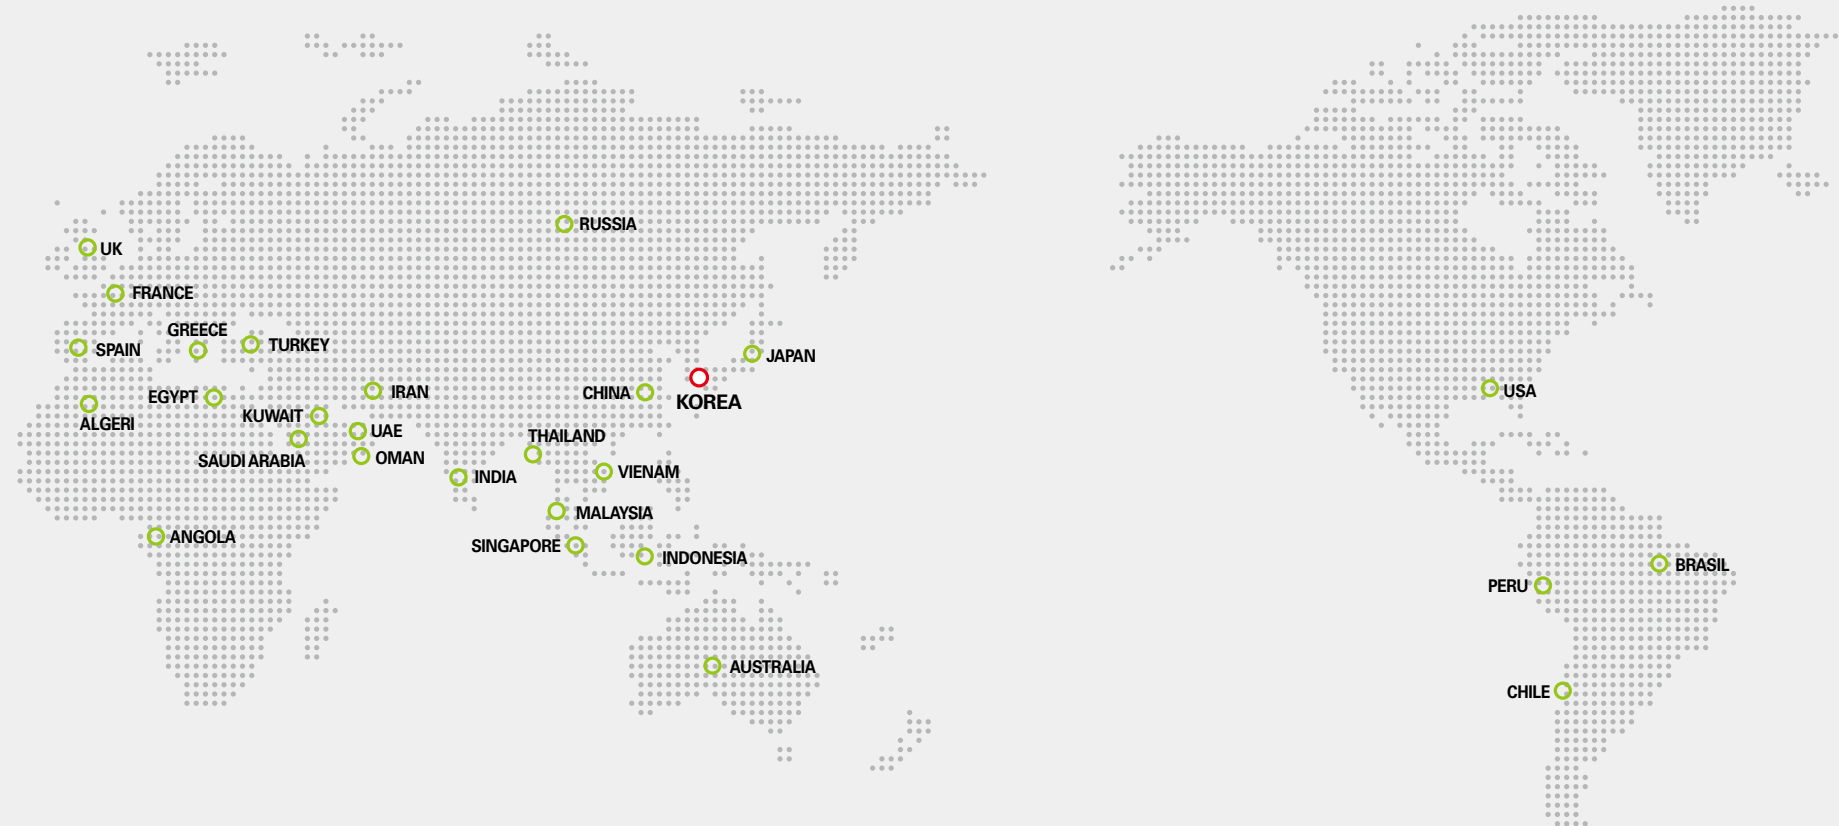 RUSSIA
UK
FRANCE
GREECE
TURKEY
SPAIN
JAPAN
IRAN
CHINA
USA
EGYPT
KOREA
KUWAIT
ALGERI
UAE
THAILAND
OMAN
SAUDI ARABIA
VIENAM
INDIA
MALAYSIA
ANGOLA
SINGAPORE
INDONESIA
BRASIL
PERU
AUSTRALIA
CHILE